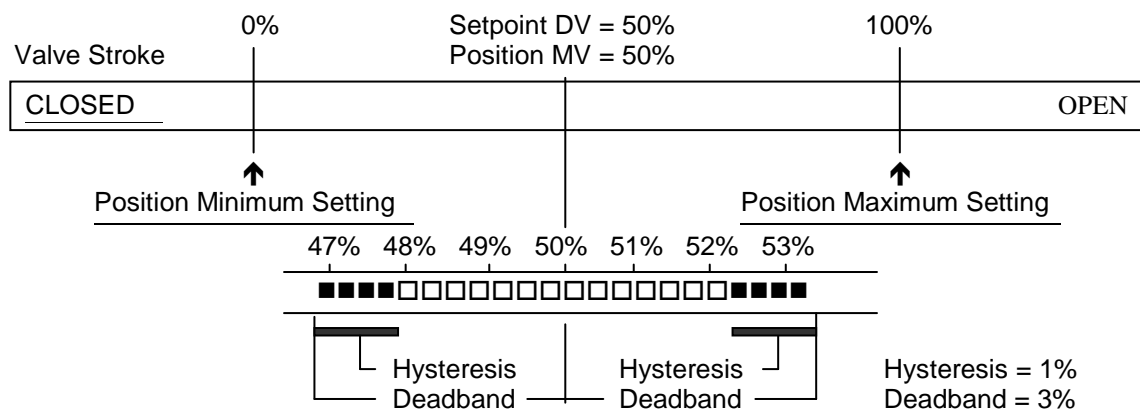 0% Setpoint DV = 50% 100%
Valve Stroke Position MV = 50%
CLOSED OPEN
Position Minimum Setting Position Maximum Setting
47% 48% 49% 50% 51% 52% 53%
Hysteresis Hysteresis Hysteresis = 1%
Deadband Deadband Deadband = 3%